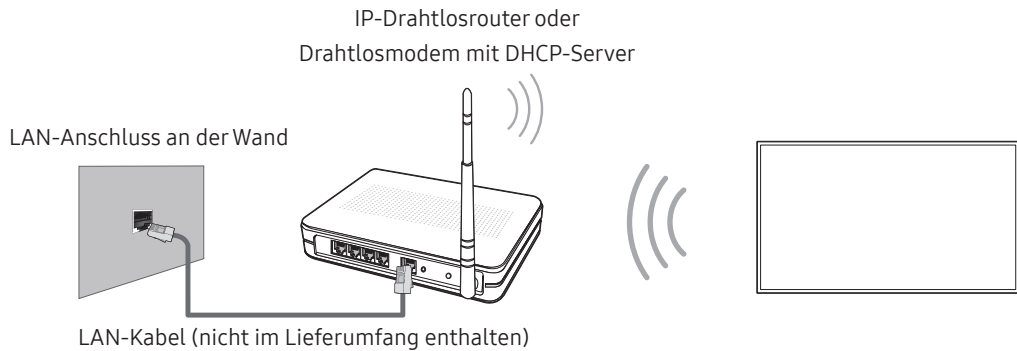 IP-Drahtlosrouter oder
Drahtlosmodem mit DHCP-Server
LAN-Anschluss an der Wand
LAN-Kabel (nicht im Lieferumfang enthalten)